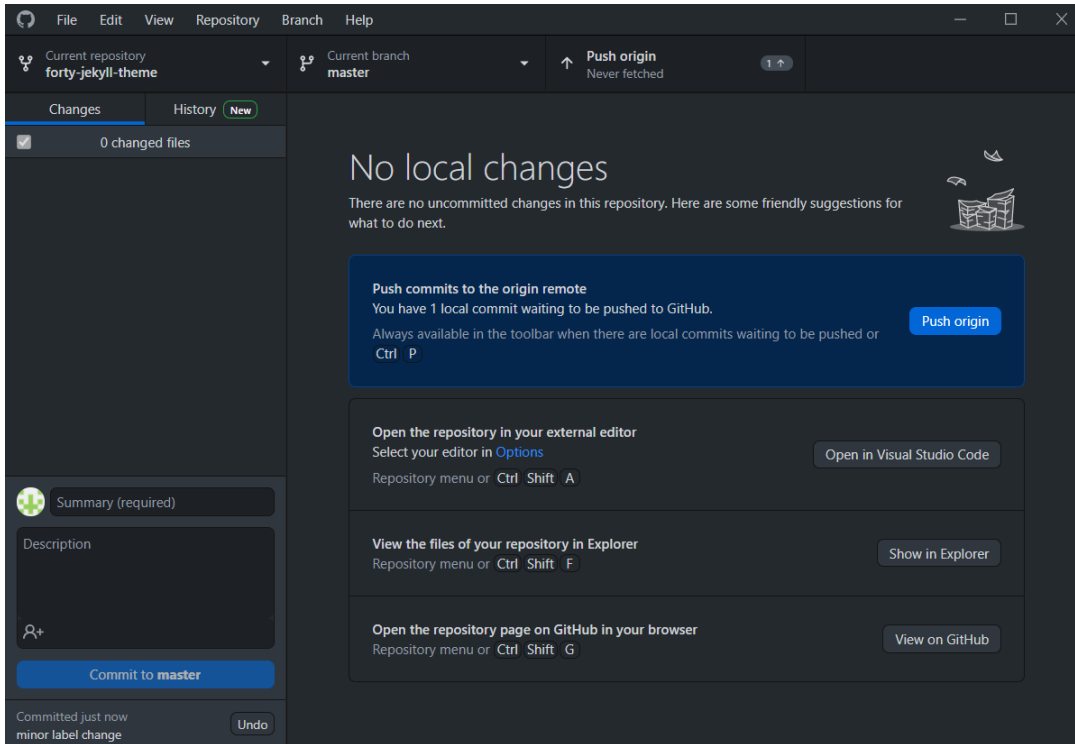 File Edit View Repository Branch Help
Current repository
forty-jekyll-theme
Current branch
master
Push origin
Never fetched
1
Changes
History New
0 changed files
No local changes
There are no uncommitted changes in this repository. Here are some friendly suggestions for
what to do next.
Push commits to the origin remote
You have 1 local commit waiting to be pushed to GitHub.
Always available in the toolbar when there are local commits waiting to be pushed or
Ctrl P
Push origin
Open the repository in your external editor
Select your editor in Options
Repository menu or Ctrl Shift A
Open in Visual Studio Code
View the files of your repository in Explorer
Repository menu or Ctrl Shift F
Show in Explorer
Open the repository page on GitHub in your browser
Repository menu or Ctrl Shift G
View on GitHub
Summary (required)
Description
Commit to master
Committed just now
minor label change
Undo